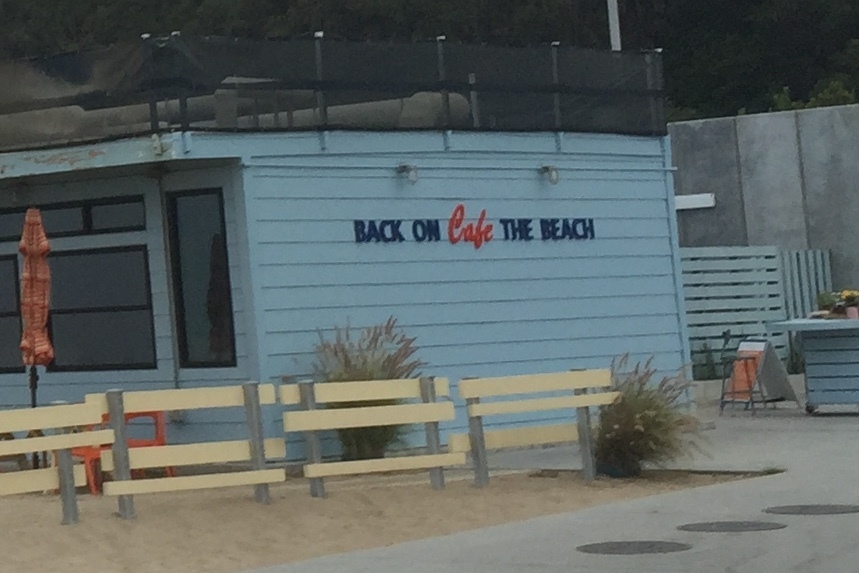 BACK ON Cafe THE BEACH